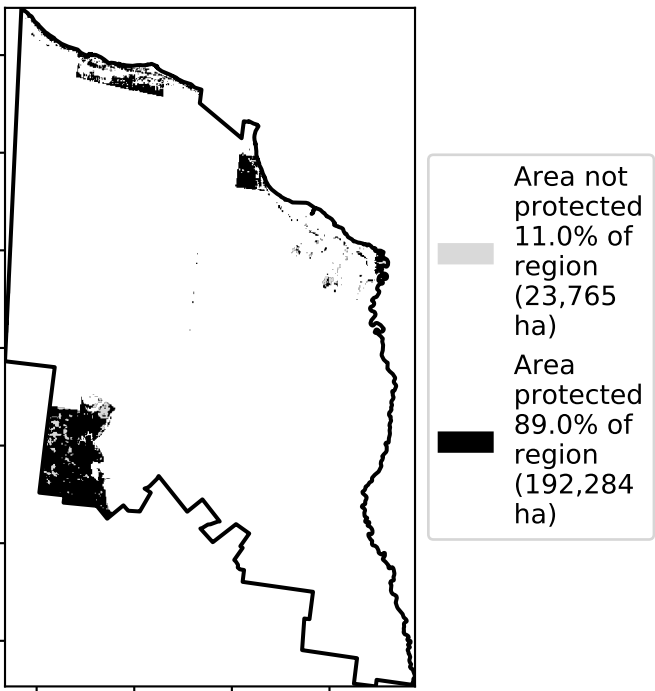 Area not
protected
11.0% of
region
(23,765
ha)
Area
protected
89.0% of
region
(192,284
ha)